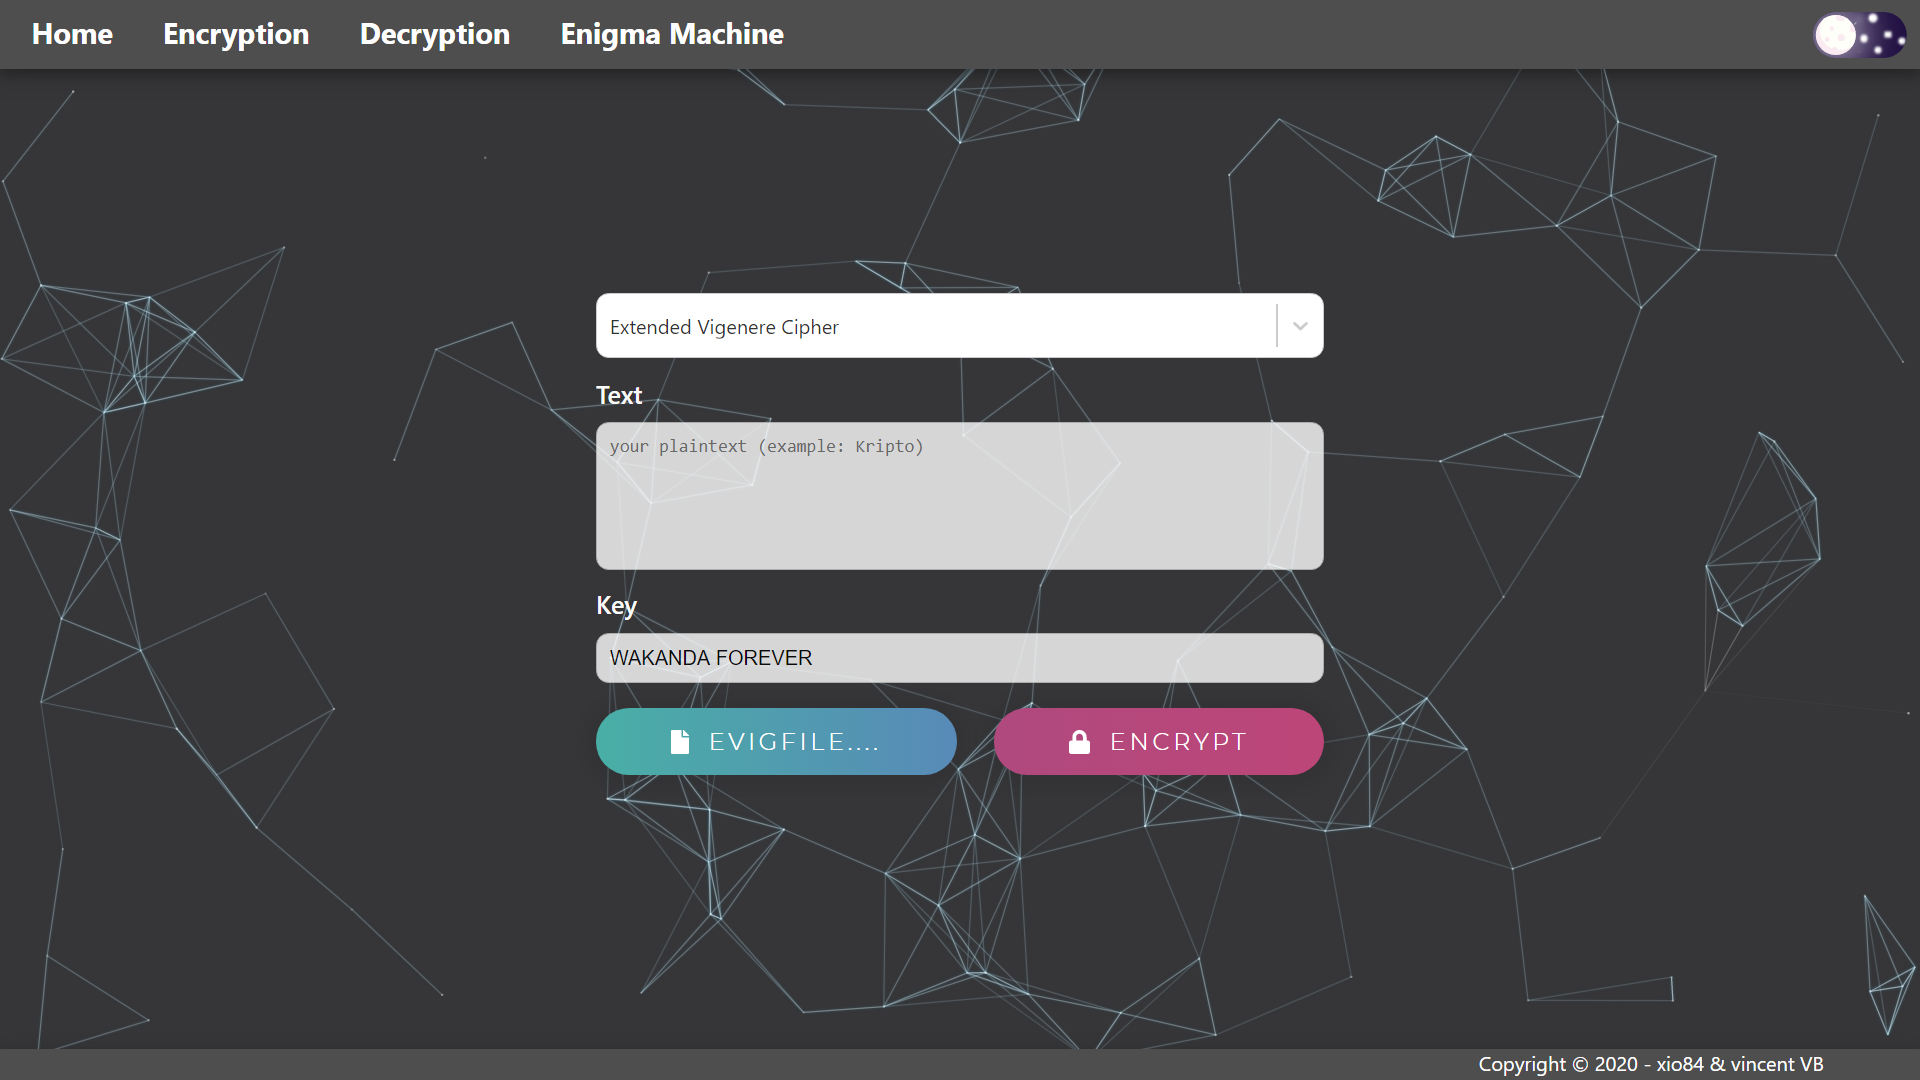 Home Encryption Decryption Enigma Machine
Extended Vigenere Cipher
Text
your plaintext (example: Kripto)
Key
WAKANDA FOREVER
EVIGFILE.... ENCRYPT
Copyright © 2020 - xio84 & vincent VB